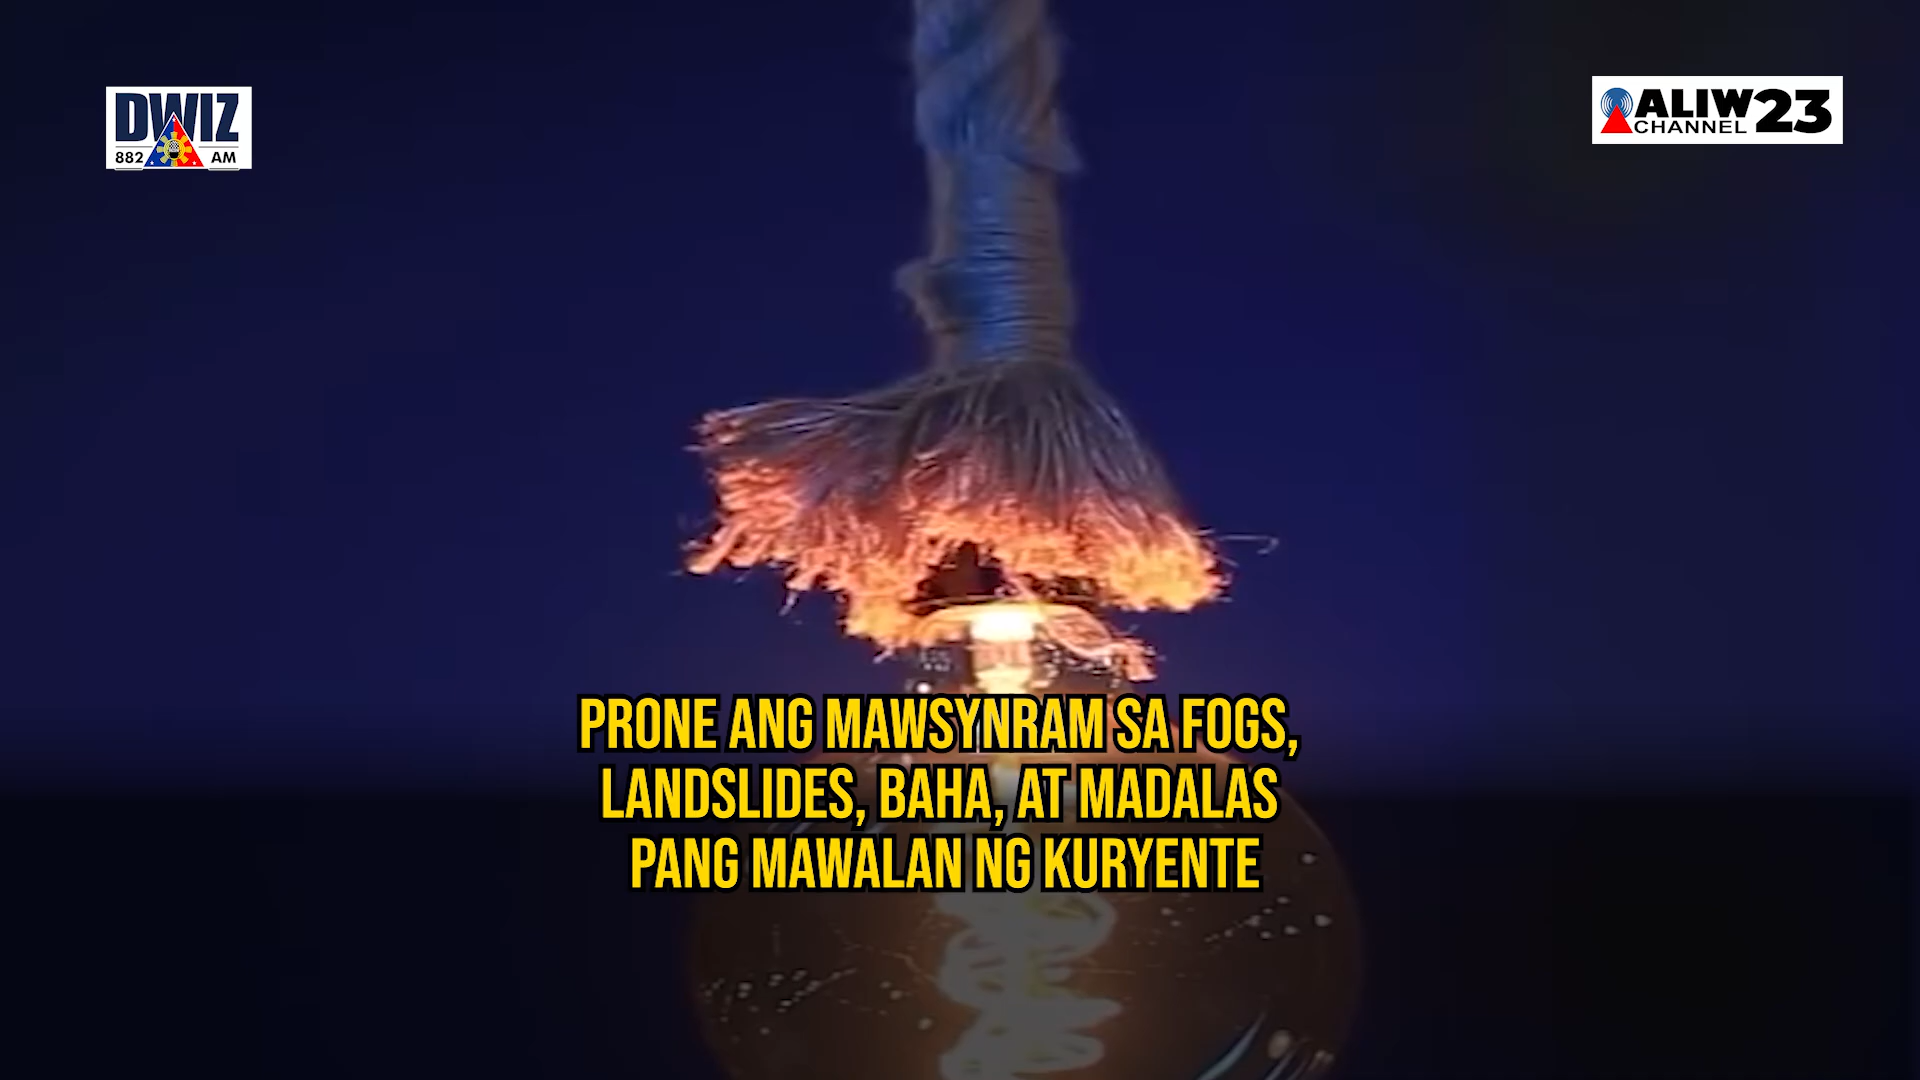 DWIZ
882 AM
ALIW 23
CHANNEL
PRONE ANG MAWSYNRAM SA FOGS,
LANDSLIDES, BAHA, AT MADALAS
PANG MAWALAN NG KURYENTE